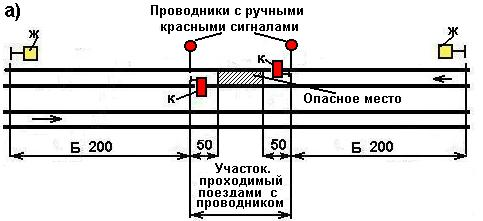 а)
Проводники с ручными
красными сигналами
Ж
Ж
К
К
Опасное место
Б 200
50
50
Б 200
Участок.
проходимый
поездами с
проводником